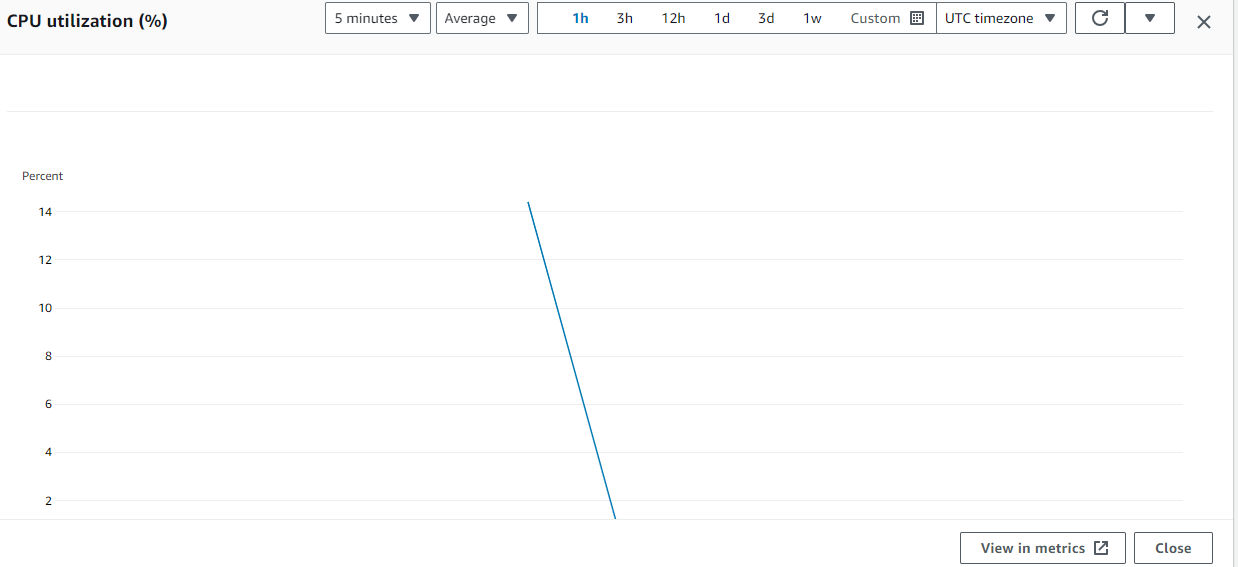 CPU utilization (%) 5 minutes Average 1h 3h 12h 1d 3d 1w Custom UTC timezone
Percent
14
12
10
8
6
4
2
View in metrics Close